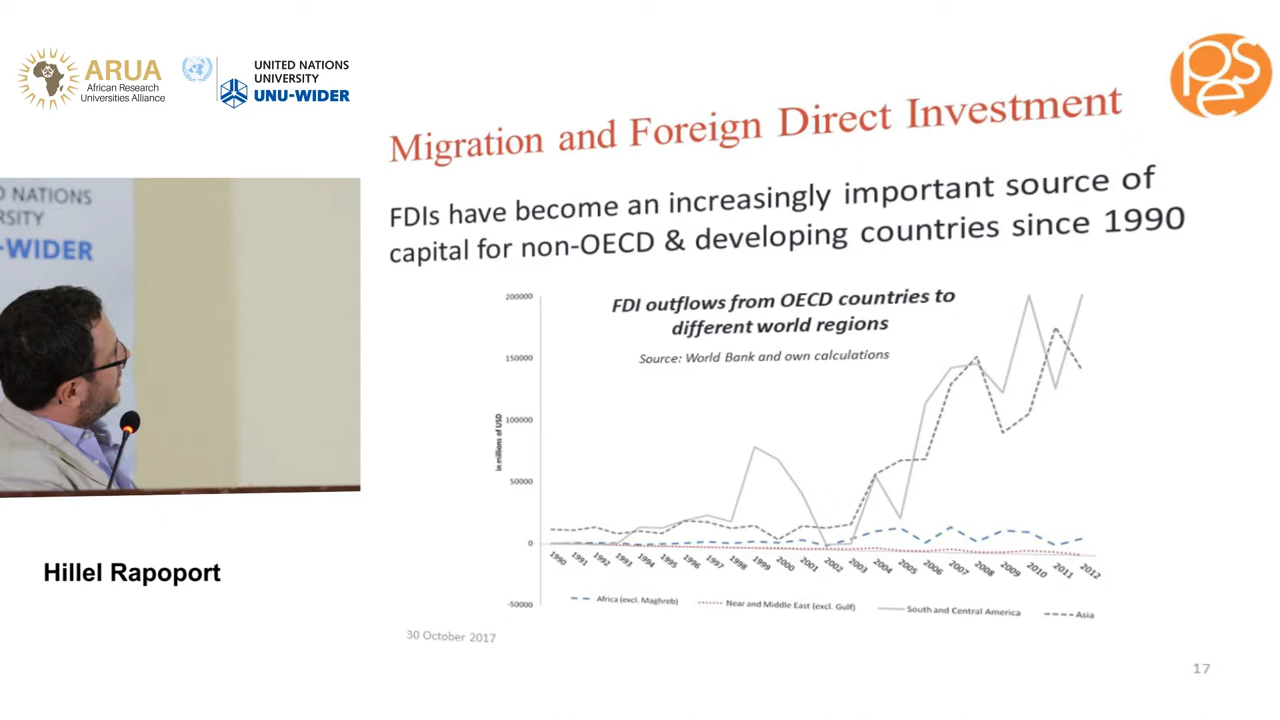 ARUA
African Research
Universities Alliance
UNITED NATIONS
UNIVERSITY
UNU-WIDER
pse
Migration and Foreign Direct Investment
FDIs have become an increasingly important source of
capital for non-OECD & developing countries since 1990
D NATIONS
RSITY
-WIDER
FDI outflows from OECD countries to
different world regions
Source: World Bank and own calculations
in millions of USD
200000
150000
100000
50000
0
-50000
1990 1991 1992 1993 1994 1995 1996 1997 1998 1999 2000 2001 2002 2003 2004 2005 2006 2007 2008 2009 2010 2011 2012
Africa (excl. Maghreb) Near and Middle East (excl. Gulf) South and Central America Asia
Hillel Rapoport
30 October 2017
17